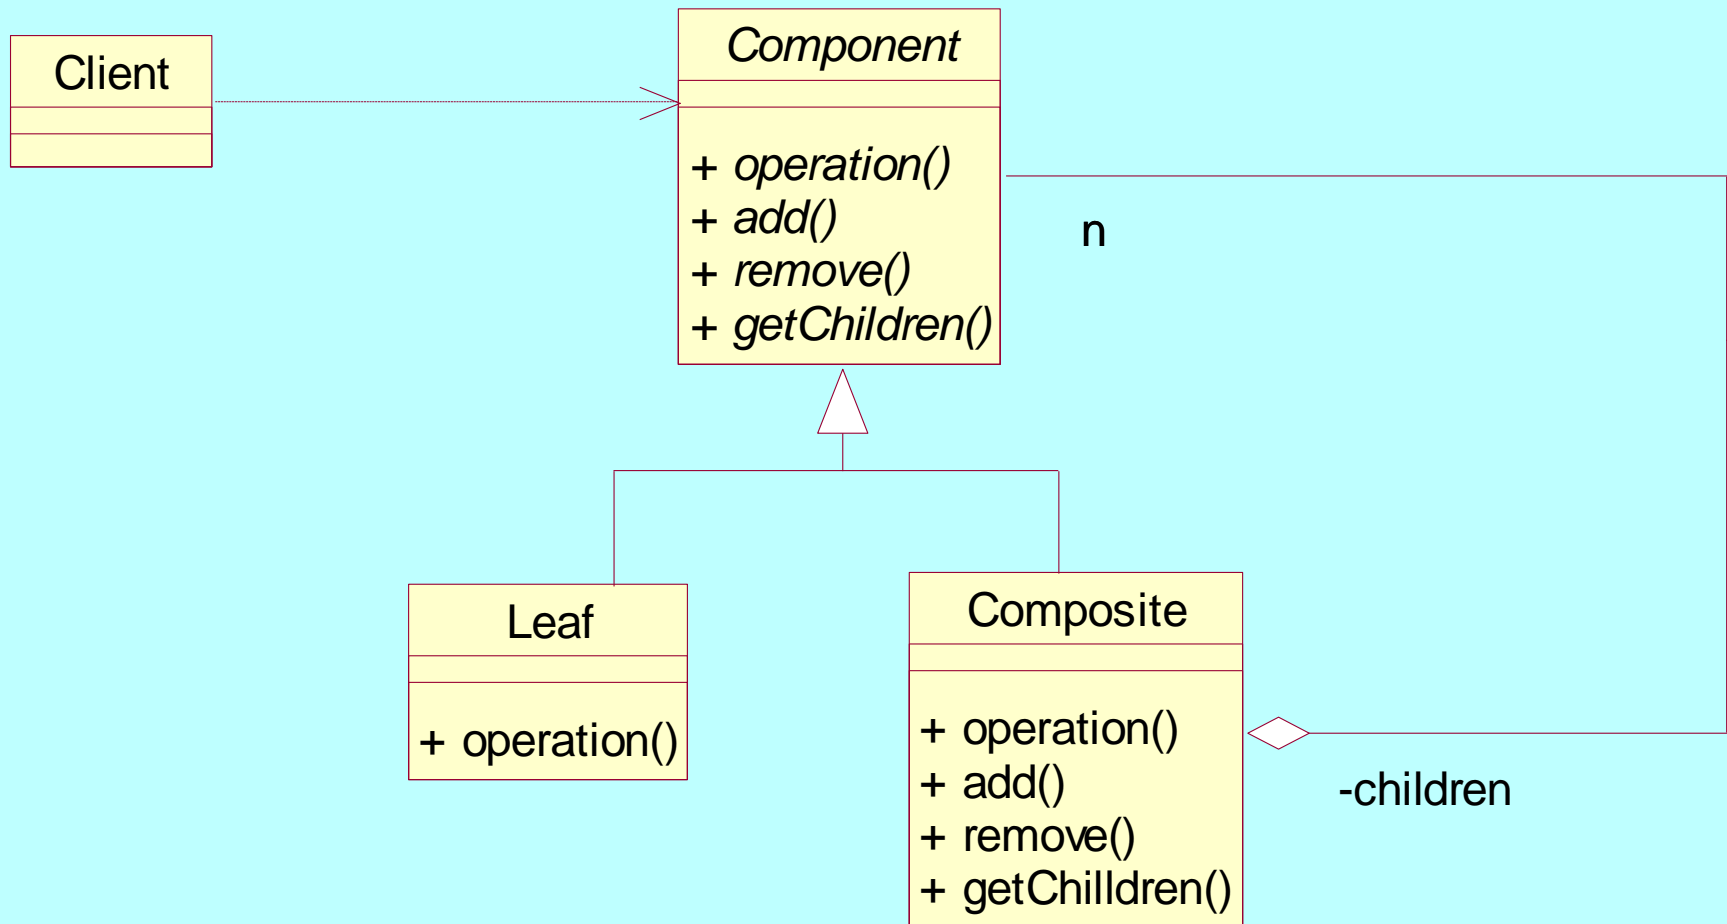 Client
Component
+ operation()
+ add()
+ remove()
+ getChildren()
n
Leaf
+ operation()
Composite
+ operation()
+ add()
+ remove()
+ getChilldren()
-children